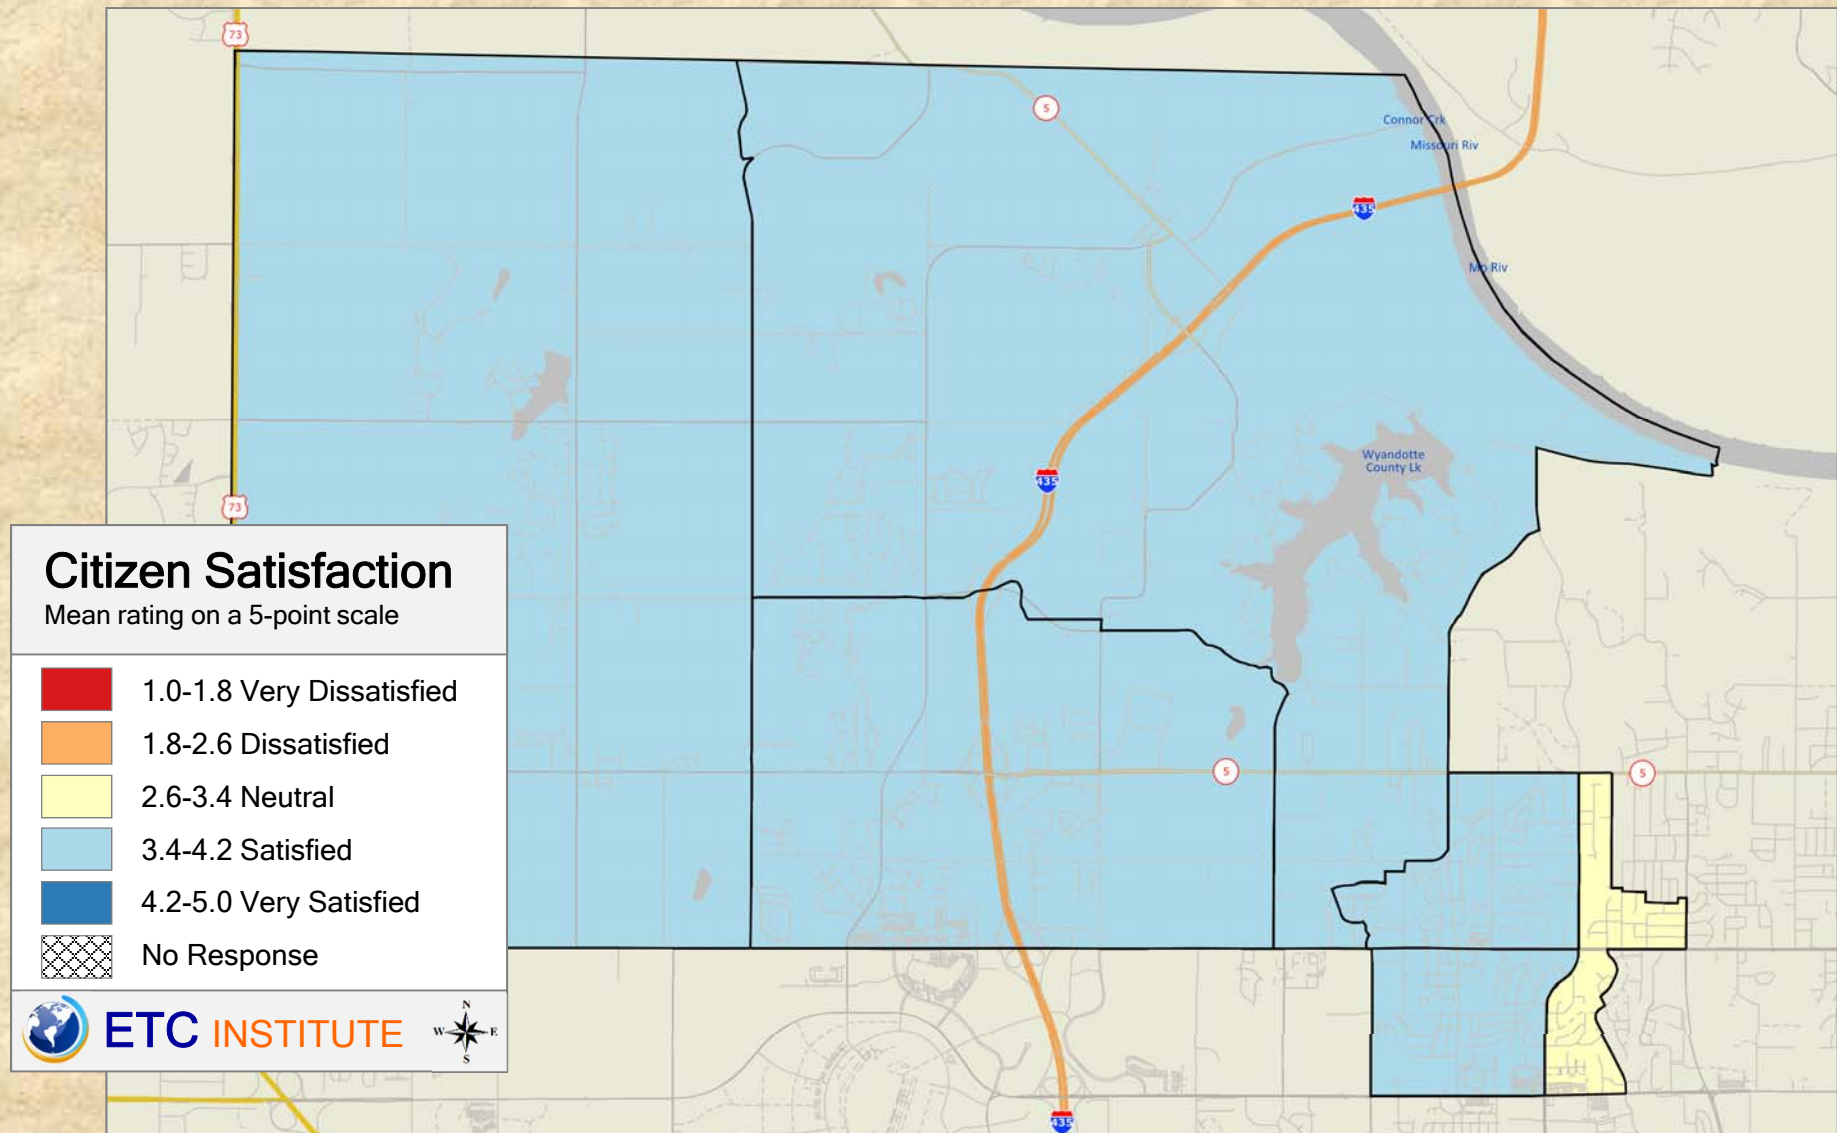 73
5
Connor Crk
Missouri Riv
435
Mo Riv
Wyandotte
County Lk
435
73
Citizen Satisfaction
Mean rating on a 5-point scale
1.0-1.8 Very Dissatisfied
1.8-2.6 Dissatisfied
2.6-3.4 Neutral
3.4-4.2 Satisfied
4.2-5.0 Very Satisfied
No Response
ETC INSTITUTE
N
W E
S
5
5
435